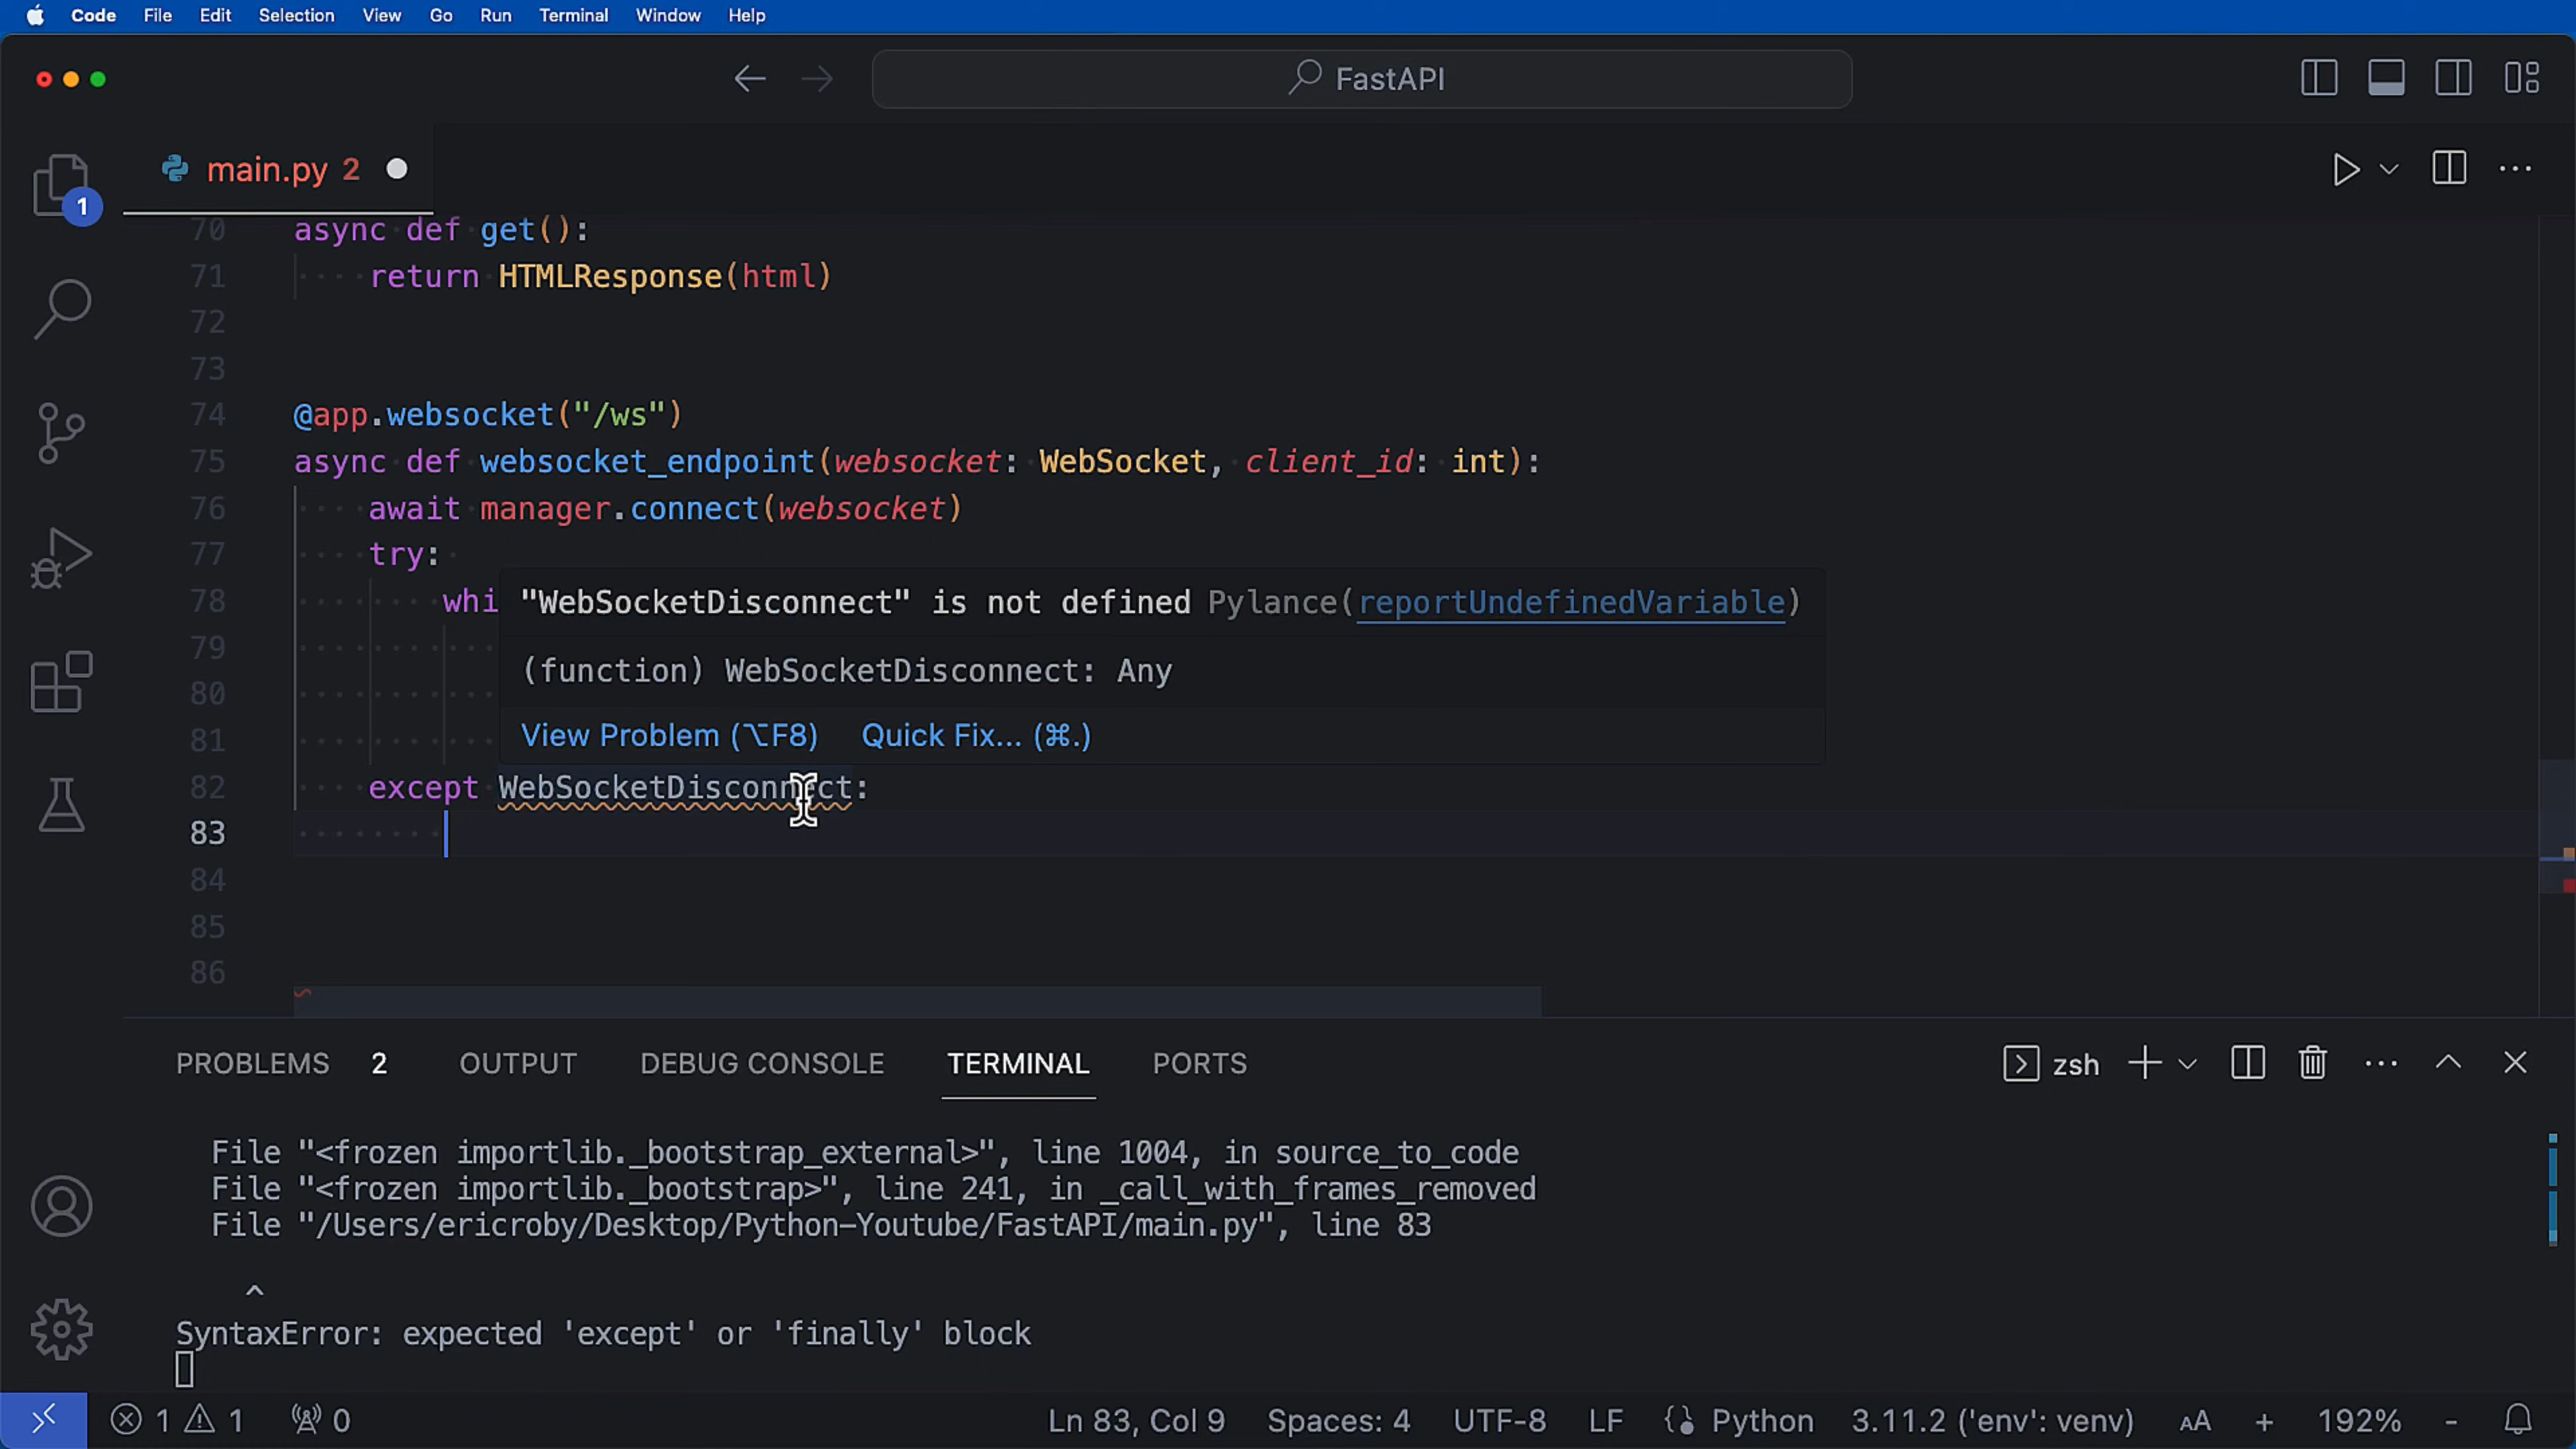 Code File Edit Selection View Go Run Terminal Window Help
FastAPI
main.py 2
1
70 async def get():
71 return HTMLResponse(html)
72
73
74 @app.websocket("/ws")
75 async def websocket_endpoint(websocket: WebSocket, client_id: int):
76 await manager.connect(websocket)
77 try:
78 whi
"WebSocketDisconnect" is not defined Pylance(reportUndefinedVariable)
79
(function) WebSocketDisconnect: Any
80
81
View Problem (⌥F8) Quick Fix... (⌘.)
82 except WebSocketDisconnect:
83
84
85
86
PROBLEMS 2 OUTPUT DEBUG CONSOLE TERMINAL PORTS zsh
File "<frozen importlib._bootstrap_external>", line 1004, in source_to_code
File "<frozen importlib._bootstrap>", line 241, in _call_with_frames_removed
File "/Users/ericroby/Desktop/Python-Youtube/FastAPI/main.py", line 83
^
SyntaxError: expected 'except' or 'finally' block
1 1 0 Ln 83, Col 9 Spaces: 4 UTF-8 LF Python 3.11.2 ('env': venv) AA + 192% -